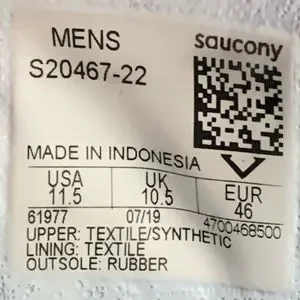 MENS saucony
S20467-22
MADE IN INDONESIA
USA UK EUR
11.5 10.5 46
61977 07/19 4700468500
UPPER: TEXTILE/SYNTHETIC
LINING: TEXTILE
OUTSOLE: RUBBER